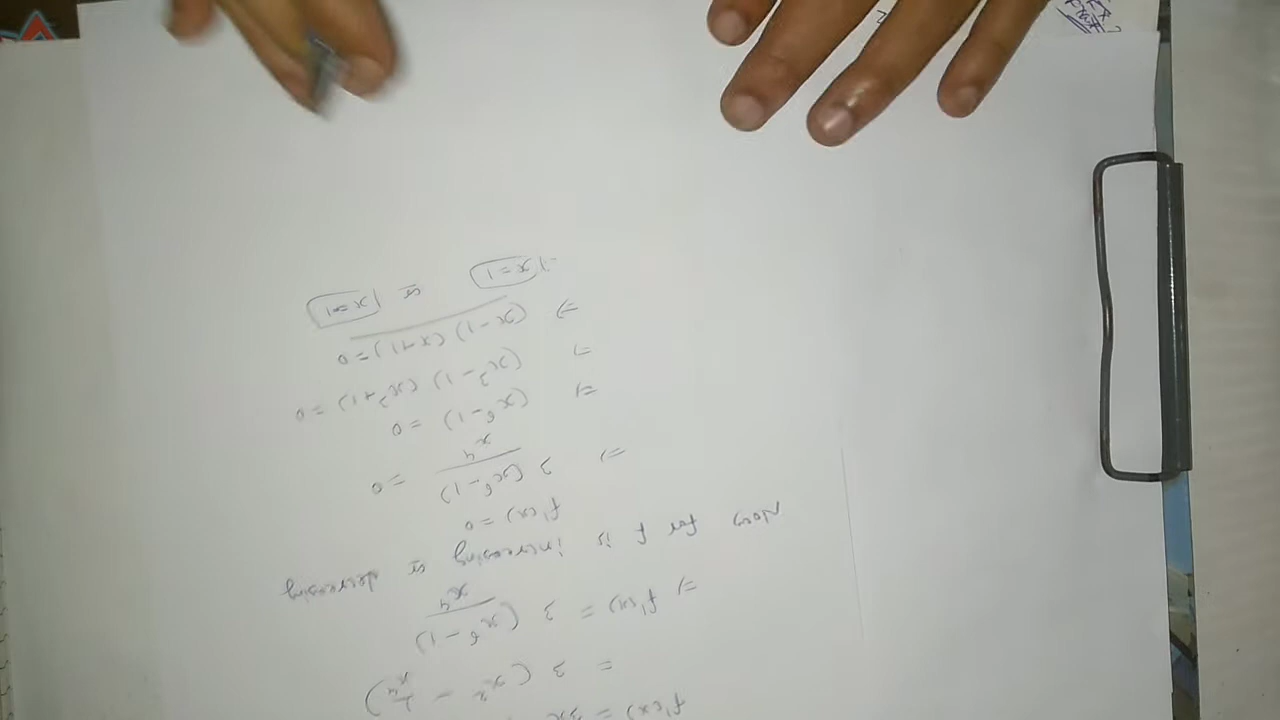 f'(x) = 3x
= 3 (x² - 1/x⁴)
=> f'(x) = 3 (x⁶ - 1)/x⁴
Now for f is increasing or decreasing
f'(x) = 0
=> 3 (x⁶ - 1)/x⁴ = 0
=> (x⁶ - 1) = 0
=> (x³ - 1) (x³ + 1) = 0
=> (x - 1) (x + 1) = 0
=> x = 1 or x = -1